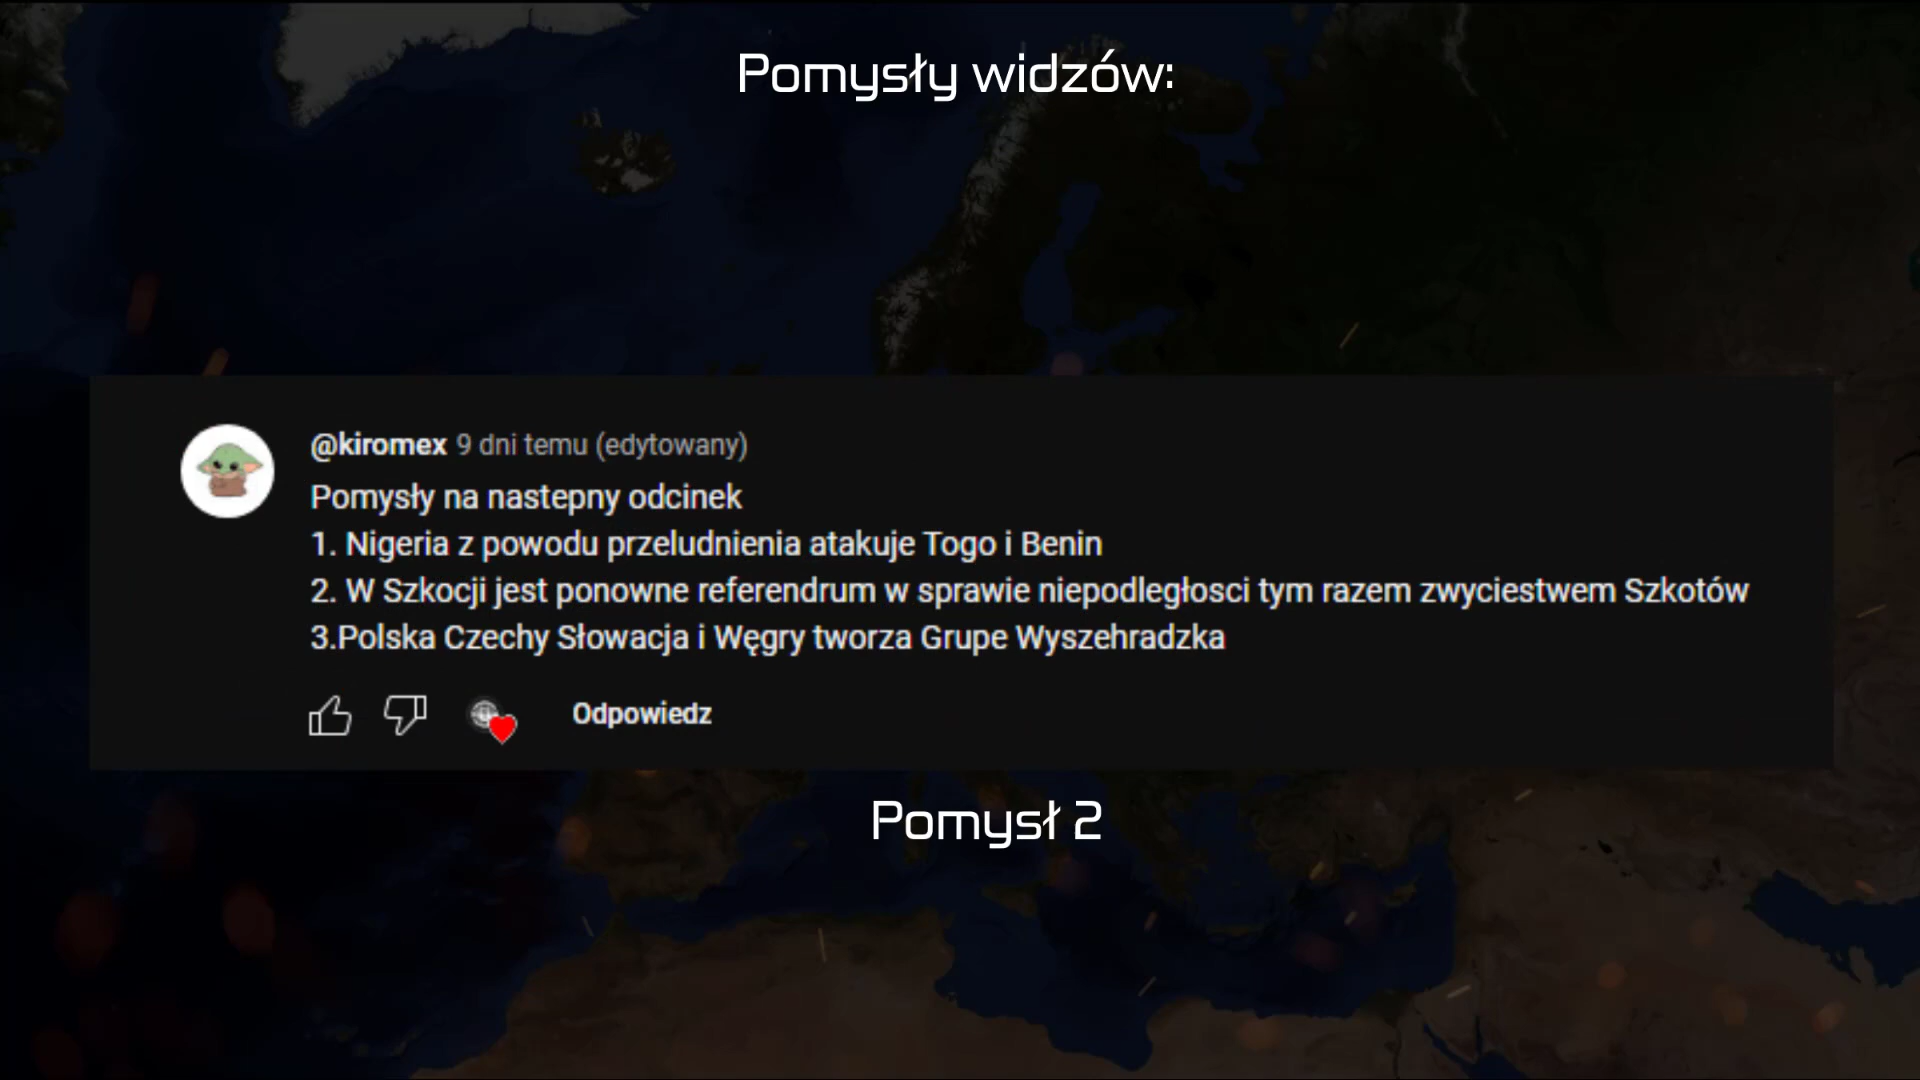 Pomysły widzów:
@kiromex 9 dni temu (edytowany)
Pomysły na nastepny odcinek
1. Nigeria z powodu przeludnienia atakuje Togo i Benin
2. W Szkocji jest ponowne referendrum w sprawie niepodległosci tym razem zwyciestwem Szkotów
3.Polska Czechy Słowacja i Węgry tworza Grupe Wyszehradzka
Odpowiedz
Pomysł 2